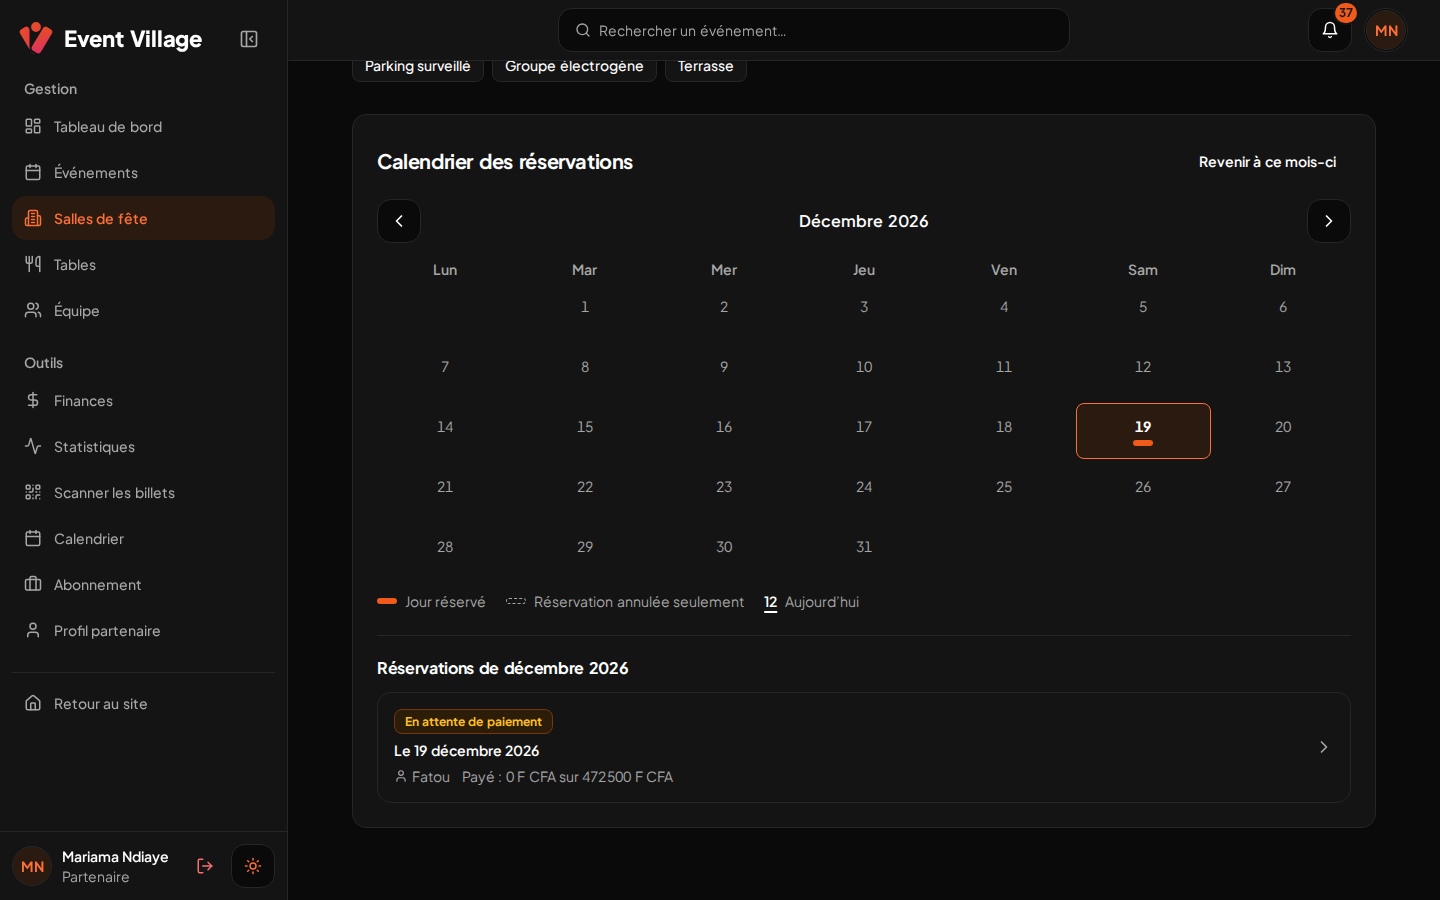 Event Village
Gestion
Tableau de bord
Événements
Salles de fête
Tables
Équipe
Outils
Finances
Statistiques
Scanner les billets
Calendrier
Abonnement
Profil partenaire
Retour au site
MN
Mariama Ndiaye
Partenaire
Rechercher un événement...
37
MN
Parking surveillé
Groupe électrogène
Terrasse
Calendrier des réservations
Revenir à ce mois-ci
Décembre 2026
Lun Mar Mer Jeu Ven Sam Dim
1 2 3 4 5 6
7 8 9 10 11 12 13
14 15 16 17 18 19 20
21 22 23 24 25 26 27
28 29 30 31
Jour réservé
Réservation annulée seulement
12 Aujourd'hui
Réservations de décembre 2026
En attente de paiement
Le 19 décembre 2026
Fatou Payé : 0 F CFA sur 472 500 F CFA